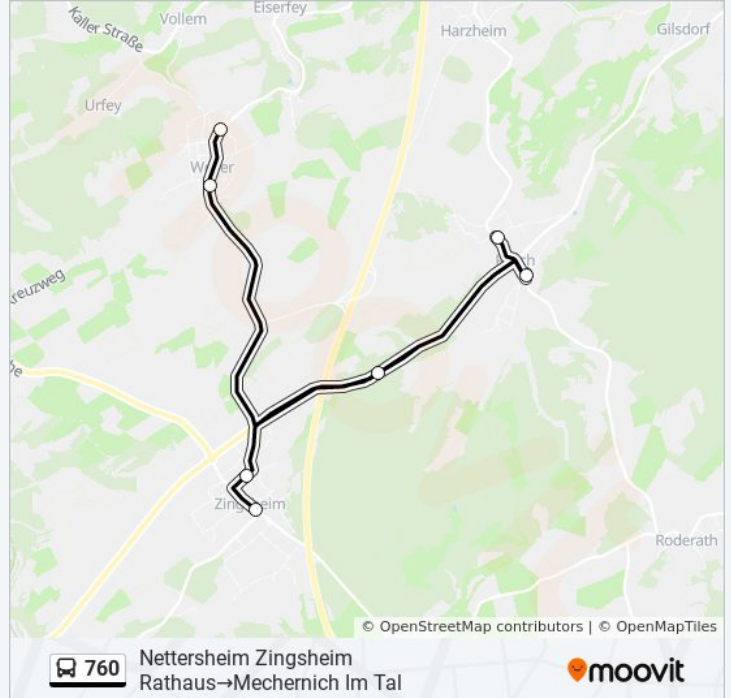 Kaller Straße
Vollem
Eiserfey
Harzheim
Gilsdorf
Urfey
Zingsheim
Roderath
© OpenStreetMap contributors | © OpenMapTiles
760
Nettersheim Zingsheim
Rathaus→Mechernich Im Tal
moovit